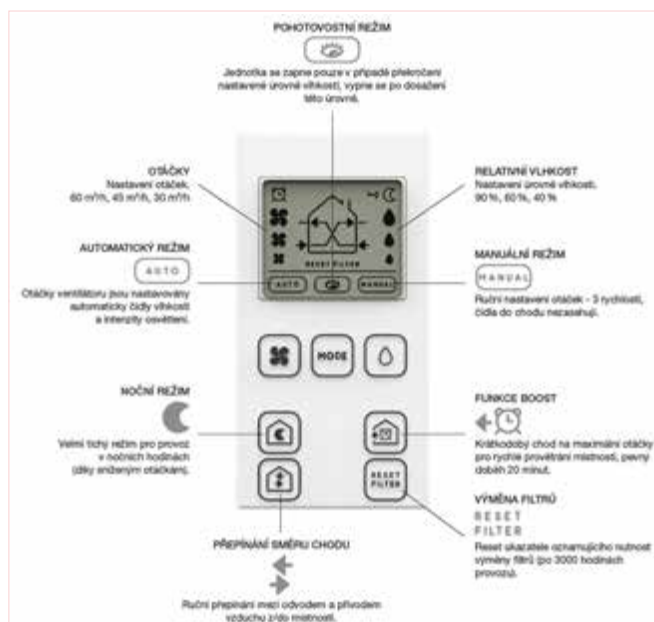 POHOTOVOSTNÍ REŽIM
Jednotka se zapne pouze v případě překročení
nastavené úrovně vlhkosti, vypne se po dosažení
této úrovně.
OTÁČKY
Nastavení otáček,
60 m³/h, 45 m³/h, 30 m³/h
RELATIVNÍ VLHKOST
Nastavení úrovně vlhkosti,
90 %, 60 %, 40 %
RESET FILTER
AUTO
MANUAL
AUTOMATICKÝ REŽIM
AUTO
Otáčky ventilátoru jsou nastavovány
automaticky čidly vlhkosti
a intenzity osvětlení.
MANUÁLNÍ REŽIM
MANUAL
Ruční nastavení otáček - 3 rychlosti,
čidla do chodu nezasahují.
MODE
NOČNÍ REŽIM
Velmi tichý režim pro provoz
v nočních hodinách
(díky sníženým otáčkám).
FUNKCE BOOST
Krátkodobý chod na maximální otáčky
pro rychlé provětrání místnosti, pevný
doběh 20 minut.
RESET
FILTER
VÝMĚNA FILTRŮ
RESET
FILTER
Reset ukazatele oznamujícího nutnost
výměny filtrů (po 3000 hodinách
provozu).
PŘEPÍNÁNÍ SMĚRU CHODU
Ruční přepínání mezi odvodem a přívodem
vzduchu z/do místnosti.